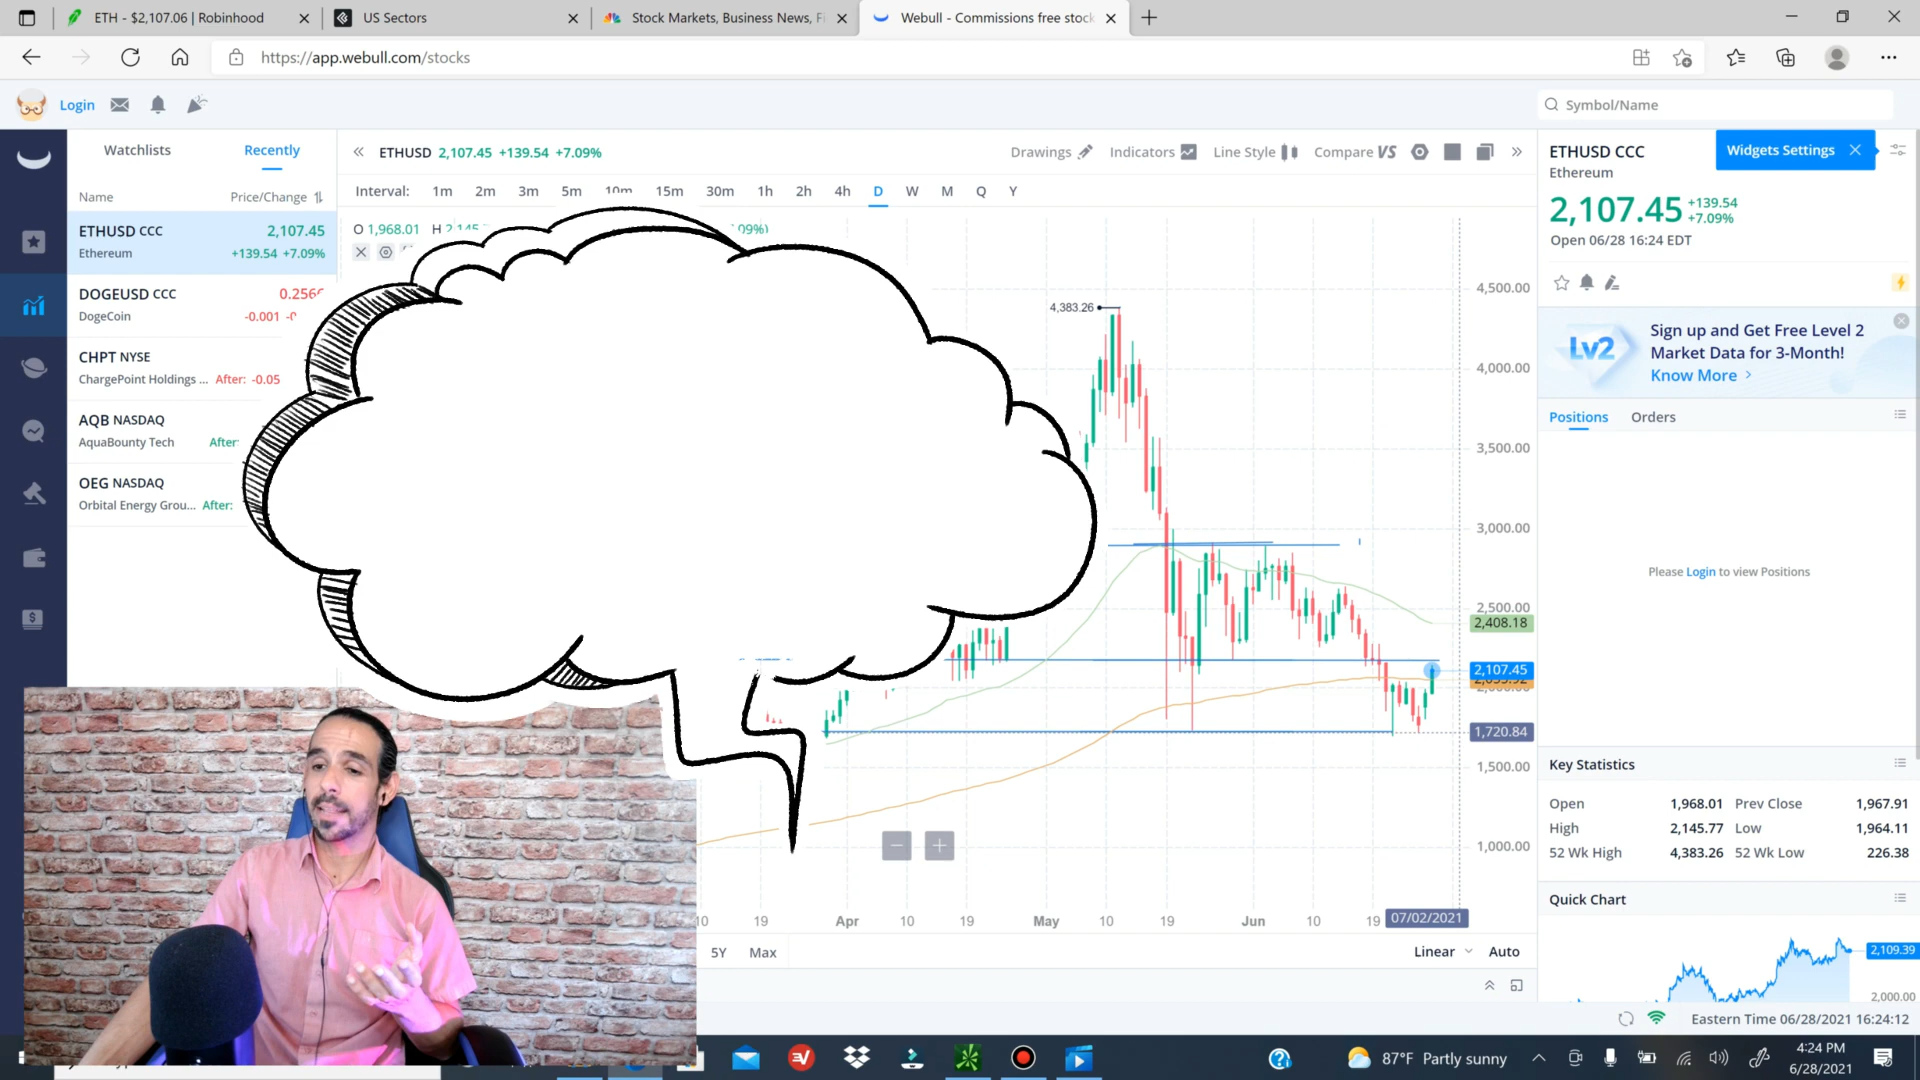 ETH - $2,107.06 | Robinhood
US Sectors
Stock Markets, Business News, Fi
Webull - Commissions free stock
https://app.webull.com/stocks
Login
Symbol/Name
Watchlists
Recently
Name
Price/Change
ETHUSD CCC
2,107.45
Ethereum
+139.54 +7.09%
DOGEUSD CCC
DogeCoin
-0.001
CHPT NYSE
ChargePoint Holdings ...
After: -0.05
AQB NASDAQ
AquaBounty Tech
After:
OEG NASDAQ
Orbital Energy Grou...
After:
ETHUSD 2,107.45 +139.54 +7.09%
Drawings
Indicators
Line Style
Compare VS
Interval: 1m 2m 3m 5m 10m 15m 30m 1h 2h 4h D W M Q Y
O 1,968.01 H
4,383.26
4,500.00
4,000.00
3,500.00
3,000.00
2,500.00
2,408.18
2,107.45
1,720.84
1,500.00
1,000.00
10 19 Apr 10 19 May 10 19 Jun 10 19 07/02/2021
5Y Max
Linear
Auto
ETHUSD CCC
Widgets Settings
Ethereum
2,107.45
+139.54
+7.09%
Open 06/28 16:24 EDT
Lv2
Sign up and Get Free Level 2
Market Data for 3-Month!
Know More
Positions
Orders
Please Login to view Positions
Key Statistics
Open 1,968.01 Prev Close 1,967.91
High 2,145.77 Low 1,964.11
52 Wk High 4,383.26 52 Wk Low 226.38
Quick Chart
2,109.39
2,000.00
Eastern Time 06/28/2021 16:24:12
87°F Partly sunny
4:24 PM
6/28/2021